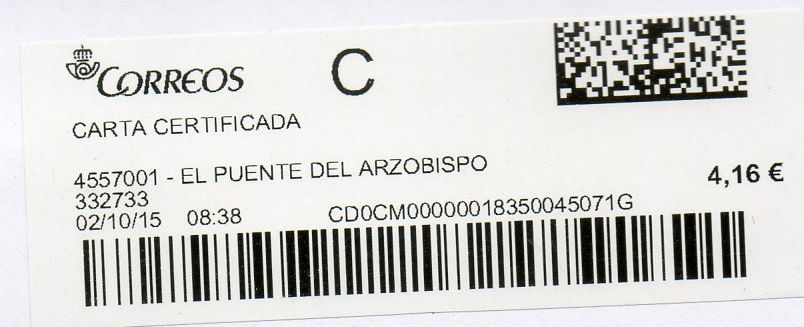 CORREOS C
CARTA CERTIFICADA
4557001 - EL PUENTE DEL ARZOBISPO
332733 4,16 €
02/10/15 08:38 CD0CM00000018350045071G